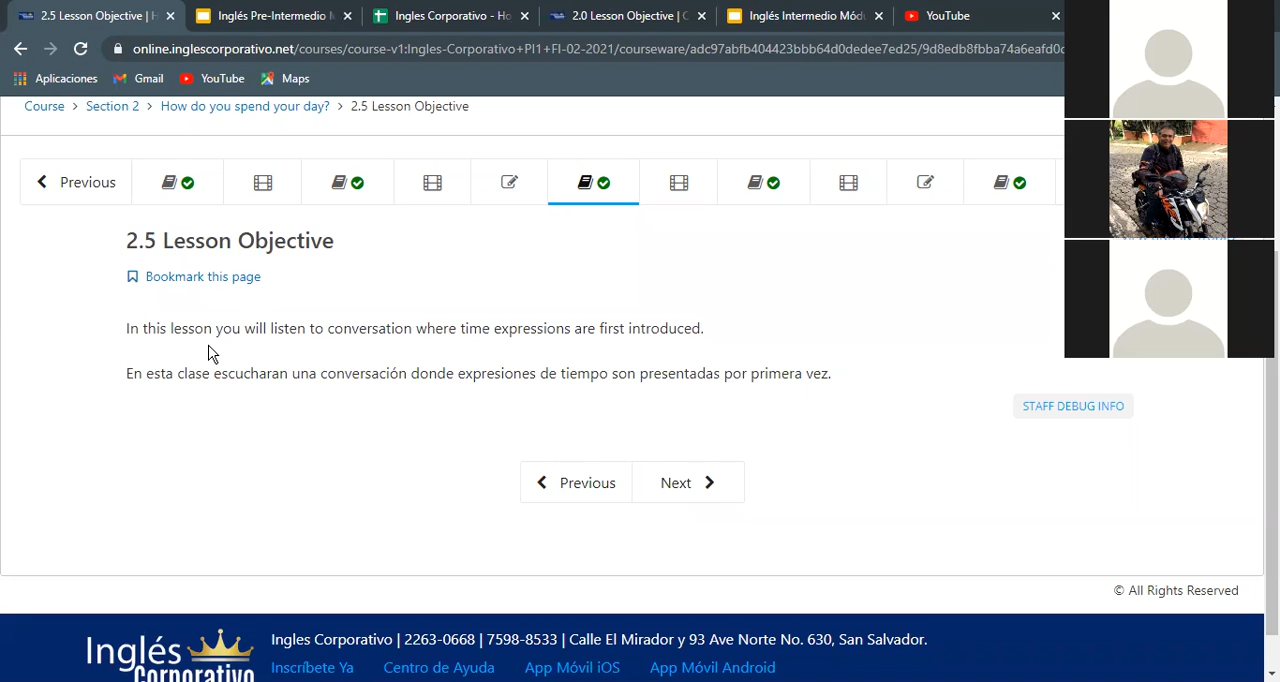 2.5 Lesson Objective | H
Inglés Pre-Intermedio M
Ingles Corporativo - Ho
2.0 Lesson Objective | C
Inglés Intermedio Módu
YouTube
online.inglescorporativo.net/courses/course-v1:Ingles-Corporativo+PI1+FI-02-2021/courseware/adc97abfb404423bbb64d0dedee7ed25/9d8edb8fbba74a6eafd0c
Aplicaciones Gmail YouTube Maps
Course > Section 2 > How do you spend your day? > 2.5 Lesson Objective
Previous
2.5 Lesson Objective
Bookmark this page
In this lesson you will listen to conversation where time expressions are first introduced.
En esta clase escucharan una conversación donde expresiones de tiempo son presentadas por primera vez.
STAFF DEBUG INFO
Previous Next
© All Rights Reserved
Inglés Corporativo
Ingles Corporativo | 2263-0668 | 7598-8533 | Calle El Mirador y 93 Ave Norte No. 630, San Salvador.
Inscríbete Ya Centro de Ayuda App Móvil iOS App Móvil Android